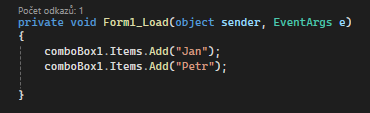 Počet odkazů: 1
private void Form1_Load(object sender, EventArgs e)
{
    comboBox1.Items.Add("Jan");
    comboBox1.Items.Add("Petr");
}